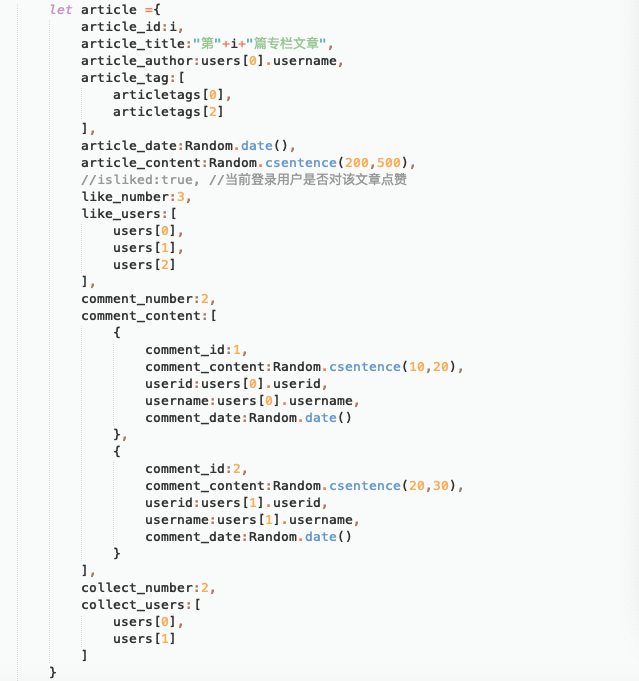 let article ={
article_id:i,
article_title:"第"+i+"篇专栏文章",
article_author:users[0].username,
article_tag:[
articletags[0],
articletags[2]
],
article_date:Random.date(),
article_content:Random.csentence(200,500),
//isliked:true, //当前登录用户是否对该文章点赞
like_number:3,
like_users:[
users[0],
users[1],
users[2]
],
comment_number:2,
comment_content:[
{
comment_id:1,
comment_content:Random.csentence(10,20),
userid:users[0].userid,
username:users[0].username,
comment_date:Random.date()
},
{
comment_id:2,
comment_content:Random.csentence(20,30),
userid:users[1].userid,
username:users[1].username,
comment_date:Random.date()
}
],
collect_number:2,
collect_users:[
users[0],
users[1]
]
}